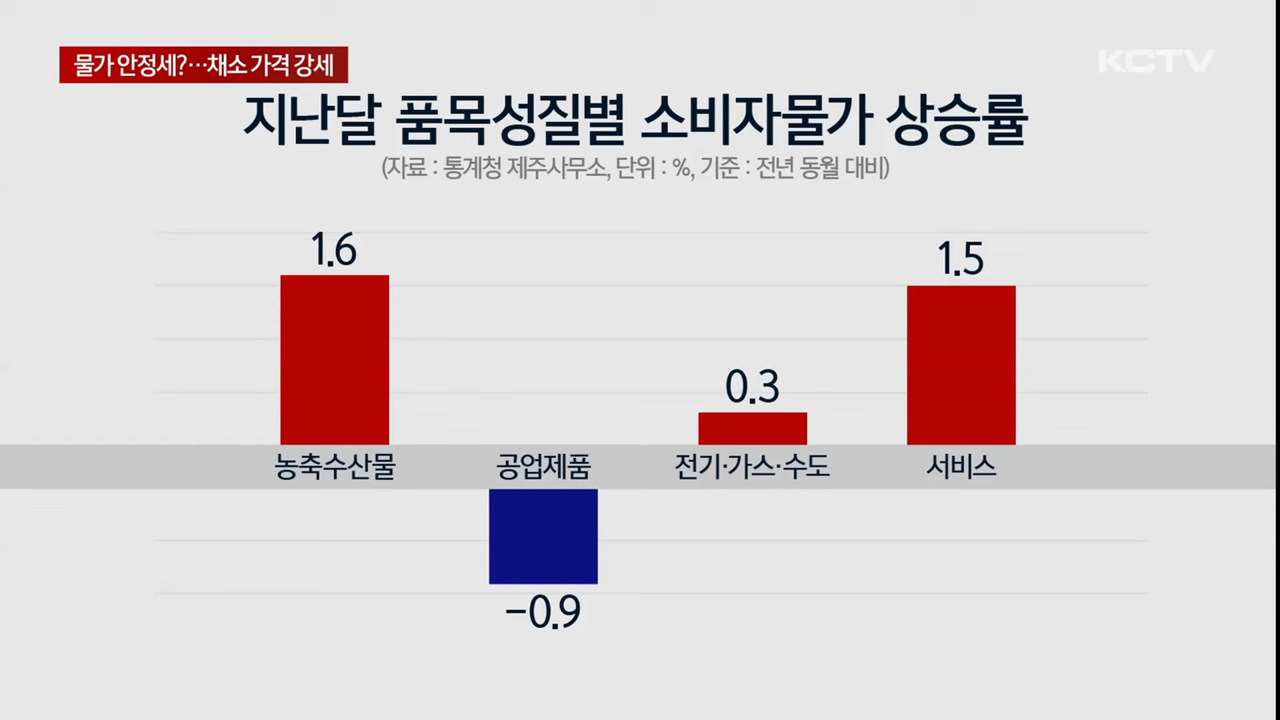 물가 안정세?…채소 가격 강세
KCTV
지난달 품목성질별 소비자물가 상승률
(자료 : 통계청 제주사무소, 단위 : %, 기준 : 전년 동월 대비)
1.6
1.5
0.3
농축수산물 공업제품 전기·가스·수도 서비스
-0.9